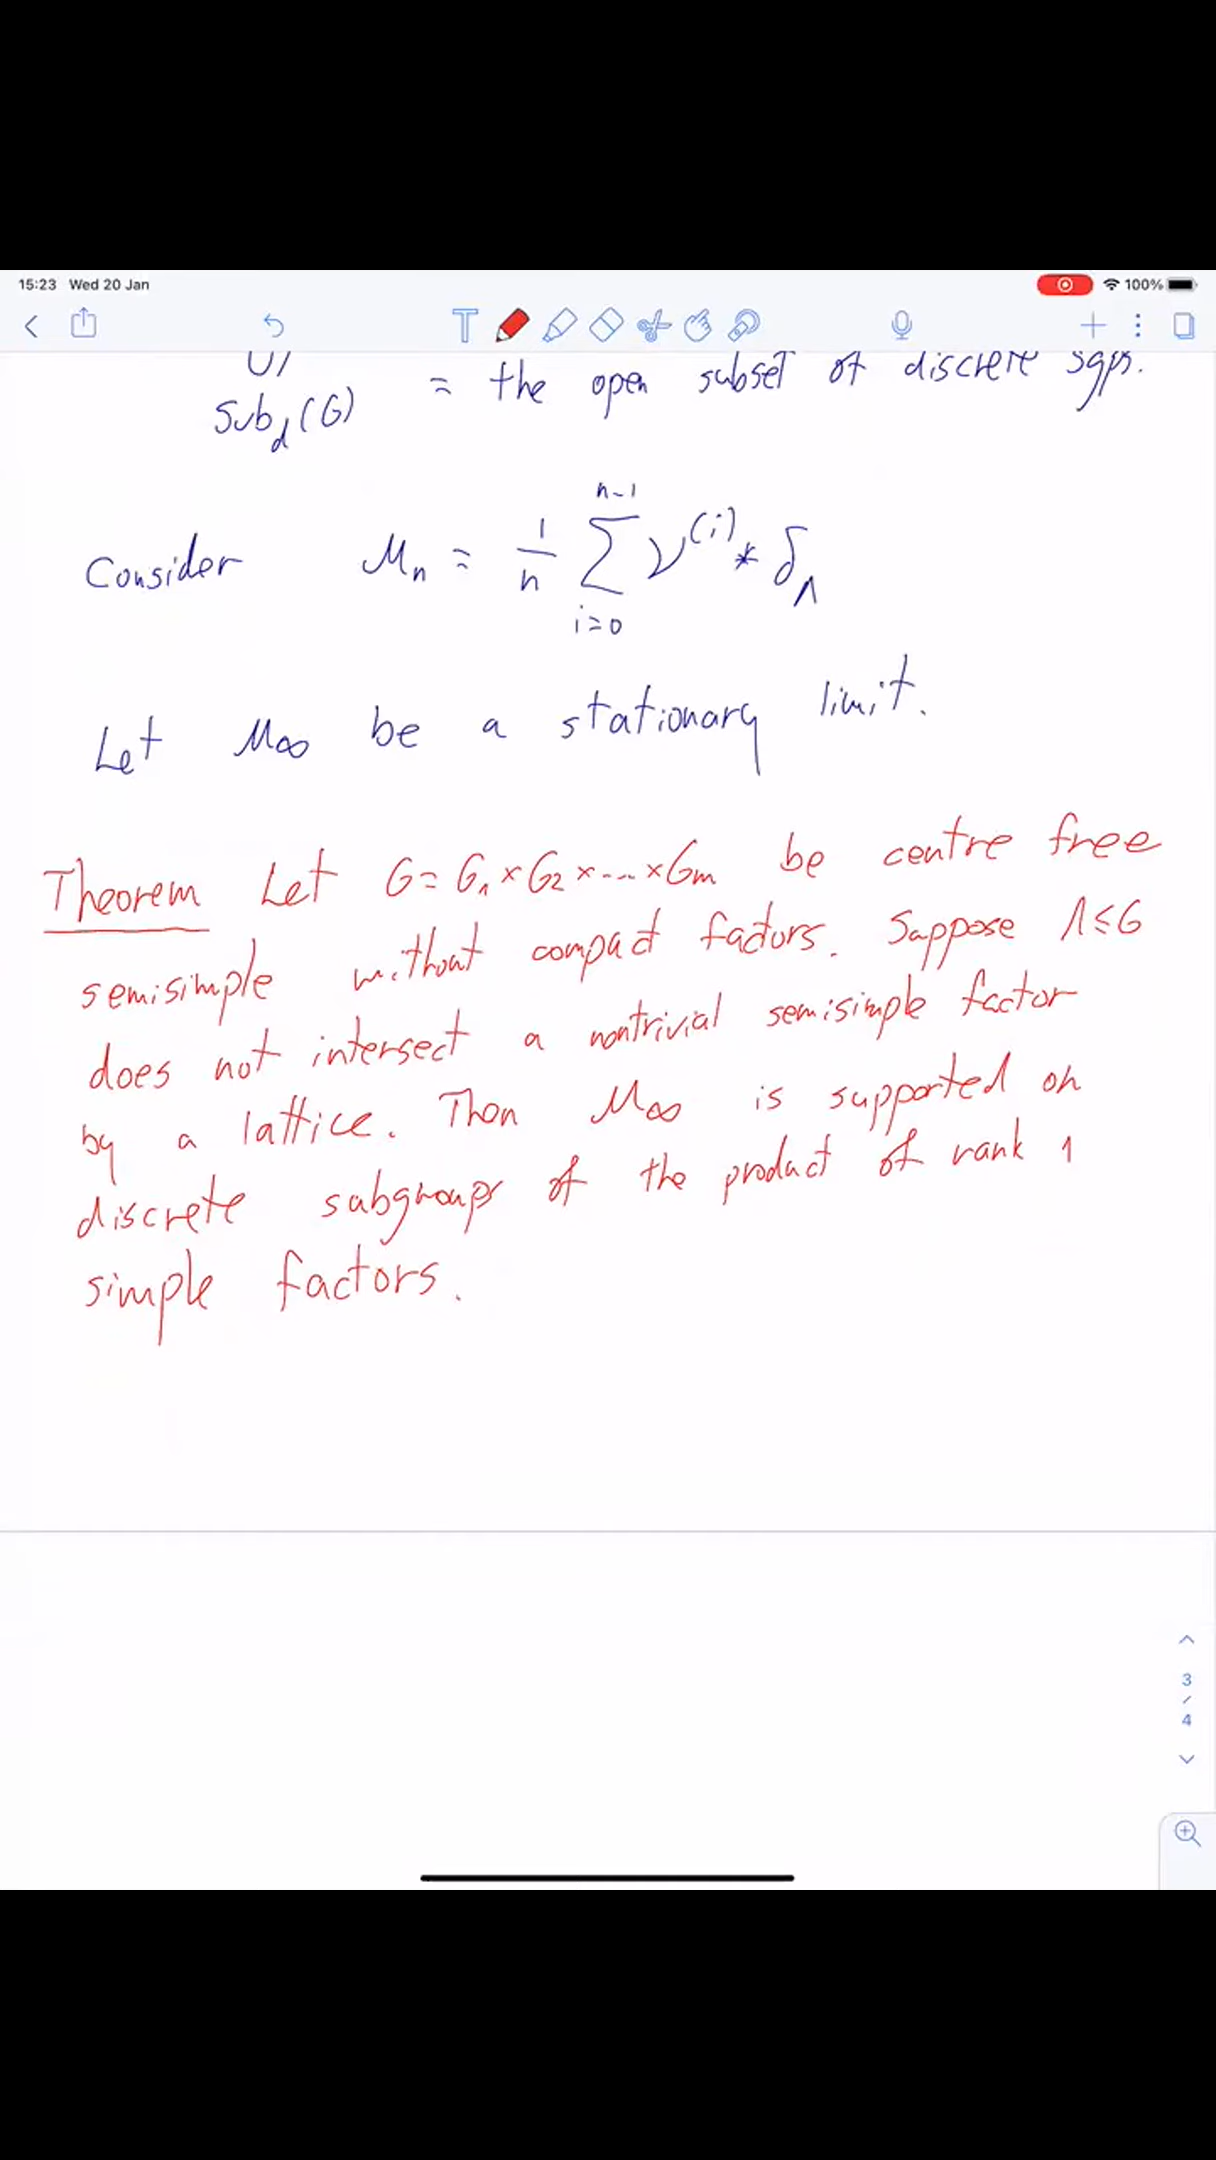 15:23 Wed 20 Jan 100%
U/
Sub_d(G) = the open subset of discrete sgps.
Consider μ_n = 1/n Σ_{i=0}^{n-1} ν^{(i)} * δ_Λ
Let μ_∞ be a stationary limit.
Theorem Let G = G_1 × G_2 × ... × G_m be centre free
semisimple without compact factors. Suppose Λ ≤ G
does not intersect a nontrivial semisimple factor
by a lattice. Then μ_∞ is supported on
discrete subgroups of the product of rank 1
simple factors.
3
/
4